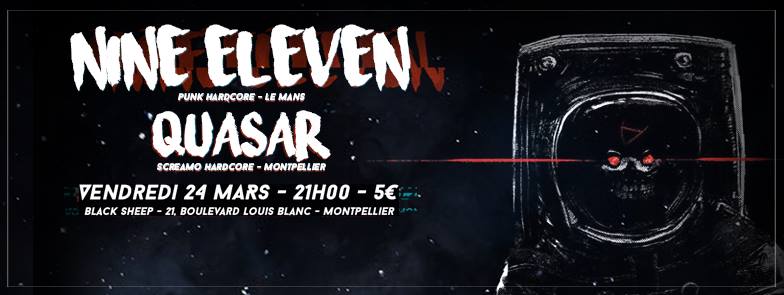 NINE ELEVEN
PUNK HARDCORE - LE MANS
QUASAR
SCREAMO HARDCORE - MONTPELLIER
VENDREDI 24 MARS - 21H00 - 5€
BLACK SHEEP - 21, BOULEVARD LOUIS BLANC - MONTPELLIER